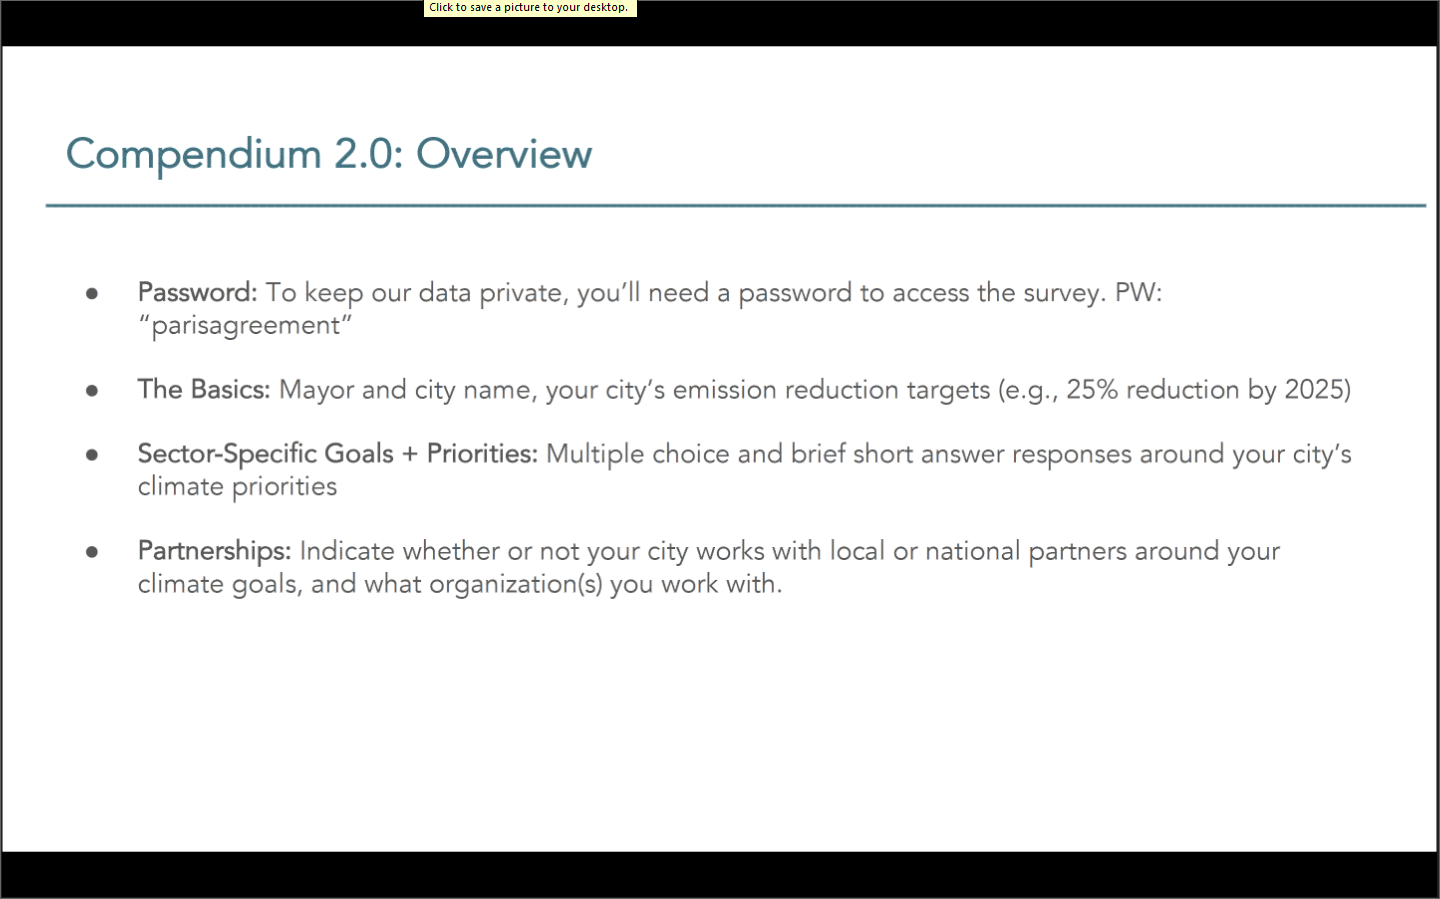 Click to save a picture to your desktop.
Compendium 2.0: Overview
● Password: To keep our data private, you’ll need a password to access the survey. PW:
“parisagreement”
● The Basics: Mayor and city name, your city’s emission reduction targets (e.g., 25% reduction by 2025)
● Sector-Specific Goals + Priorities: Multiple choice and brief short answer responses around your city’s
climate priorities
● Partnerships: Indicate whether or not your city works with local or national partners around your
climate goals, and what organization(s) you work with.